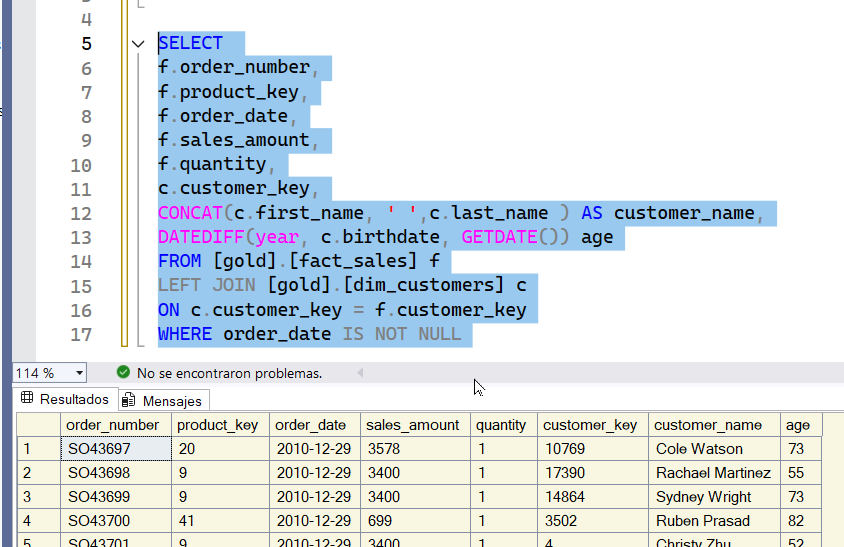 4
5 SELECT
6 f.order_number,
7 f.product_key,
8 f.order_date,
9 f.sales_amount,
10 f.quantity,
11 c.customer_key,
12 CONCAT(c.first_name, ' ',c.last_name ) AS customer_name,
13 DATEDIFF(year, c.birthdate, GETDATE()) age
14 FROM [gold].[fact_sales] f
15 LEFT JOIN [gold].[dim_customers] c
16 ON c.customer_key = f.customer_key
17 WHERE order_date IS NOT NULL
114 % No se encontraron problemas.
Resultados Mensajes
order_number product_key order_date sales_amount quantity customer_key customer_name age
1 SO43697 20 2010-12-29 3578 1 10769 Cole Watson 73
2 SO43698 9 2010-12-29 3400 1 17390 Rachael Martinez 55
3 SO43699 9 2010-12-29 3400 1 14864 Sydney Wright 73
4 SO43700 41 2010-12-29 699 1 3502 Ruben Prasad 82
5 SO43701 9 2010-12-29 3400 1 4 Christy Zhu 52